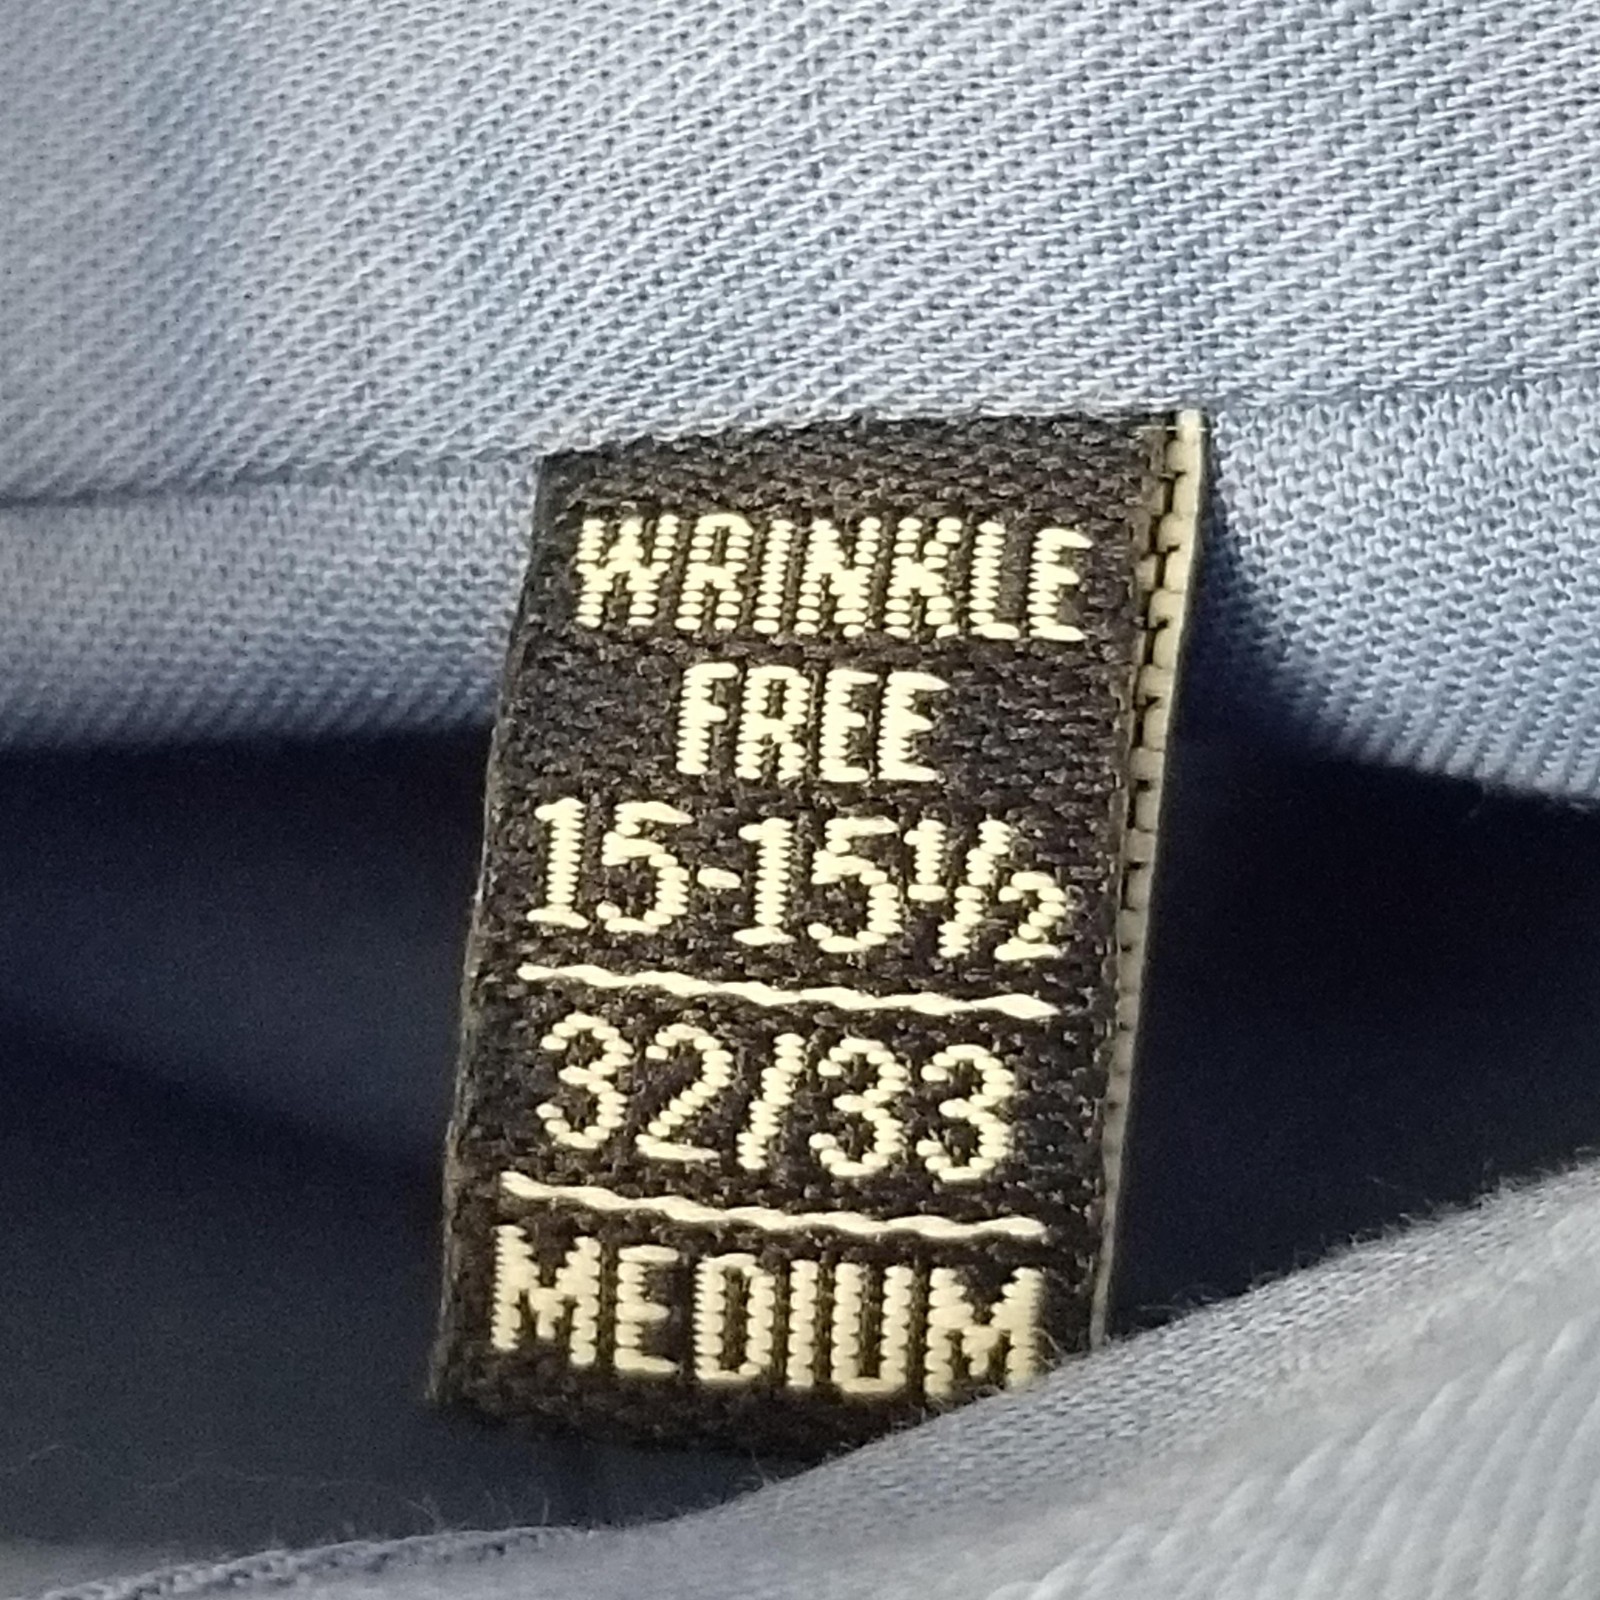 WRINKLE
FREE
15-15½
32/33
MEDIUM